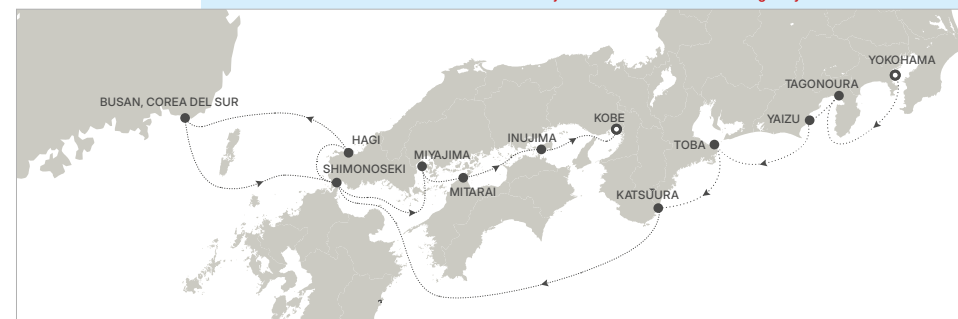 YOKOHAMA
TAGONOURA
BUSAN, COREA DEL SUR
KOBE
YAIZU
HAGI
INUJIMA
TOBA
MIYAJIMA
SHIMONOSEKI
MITARAI
KATSUURA